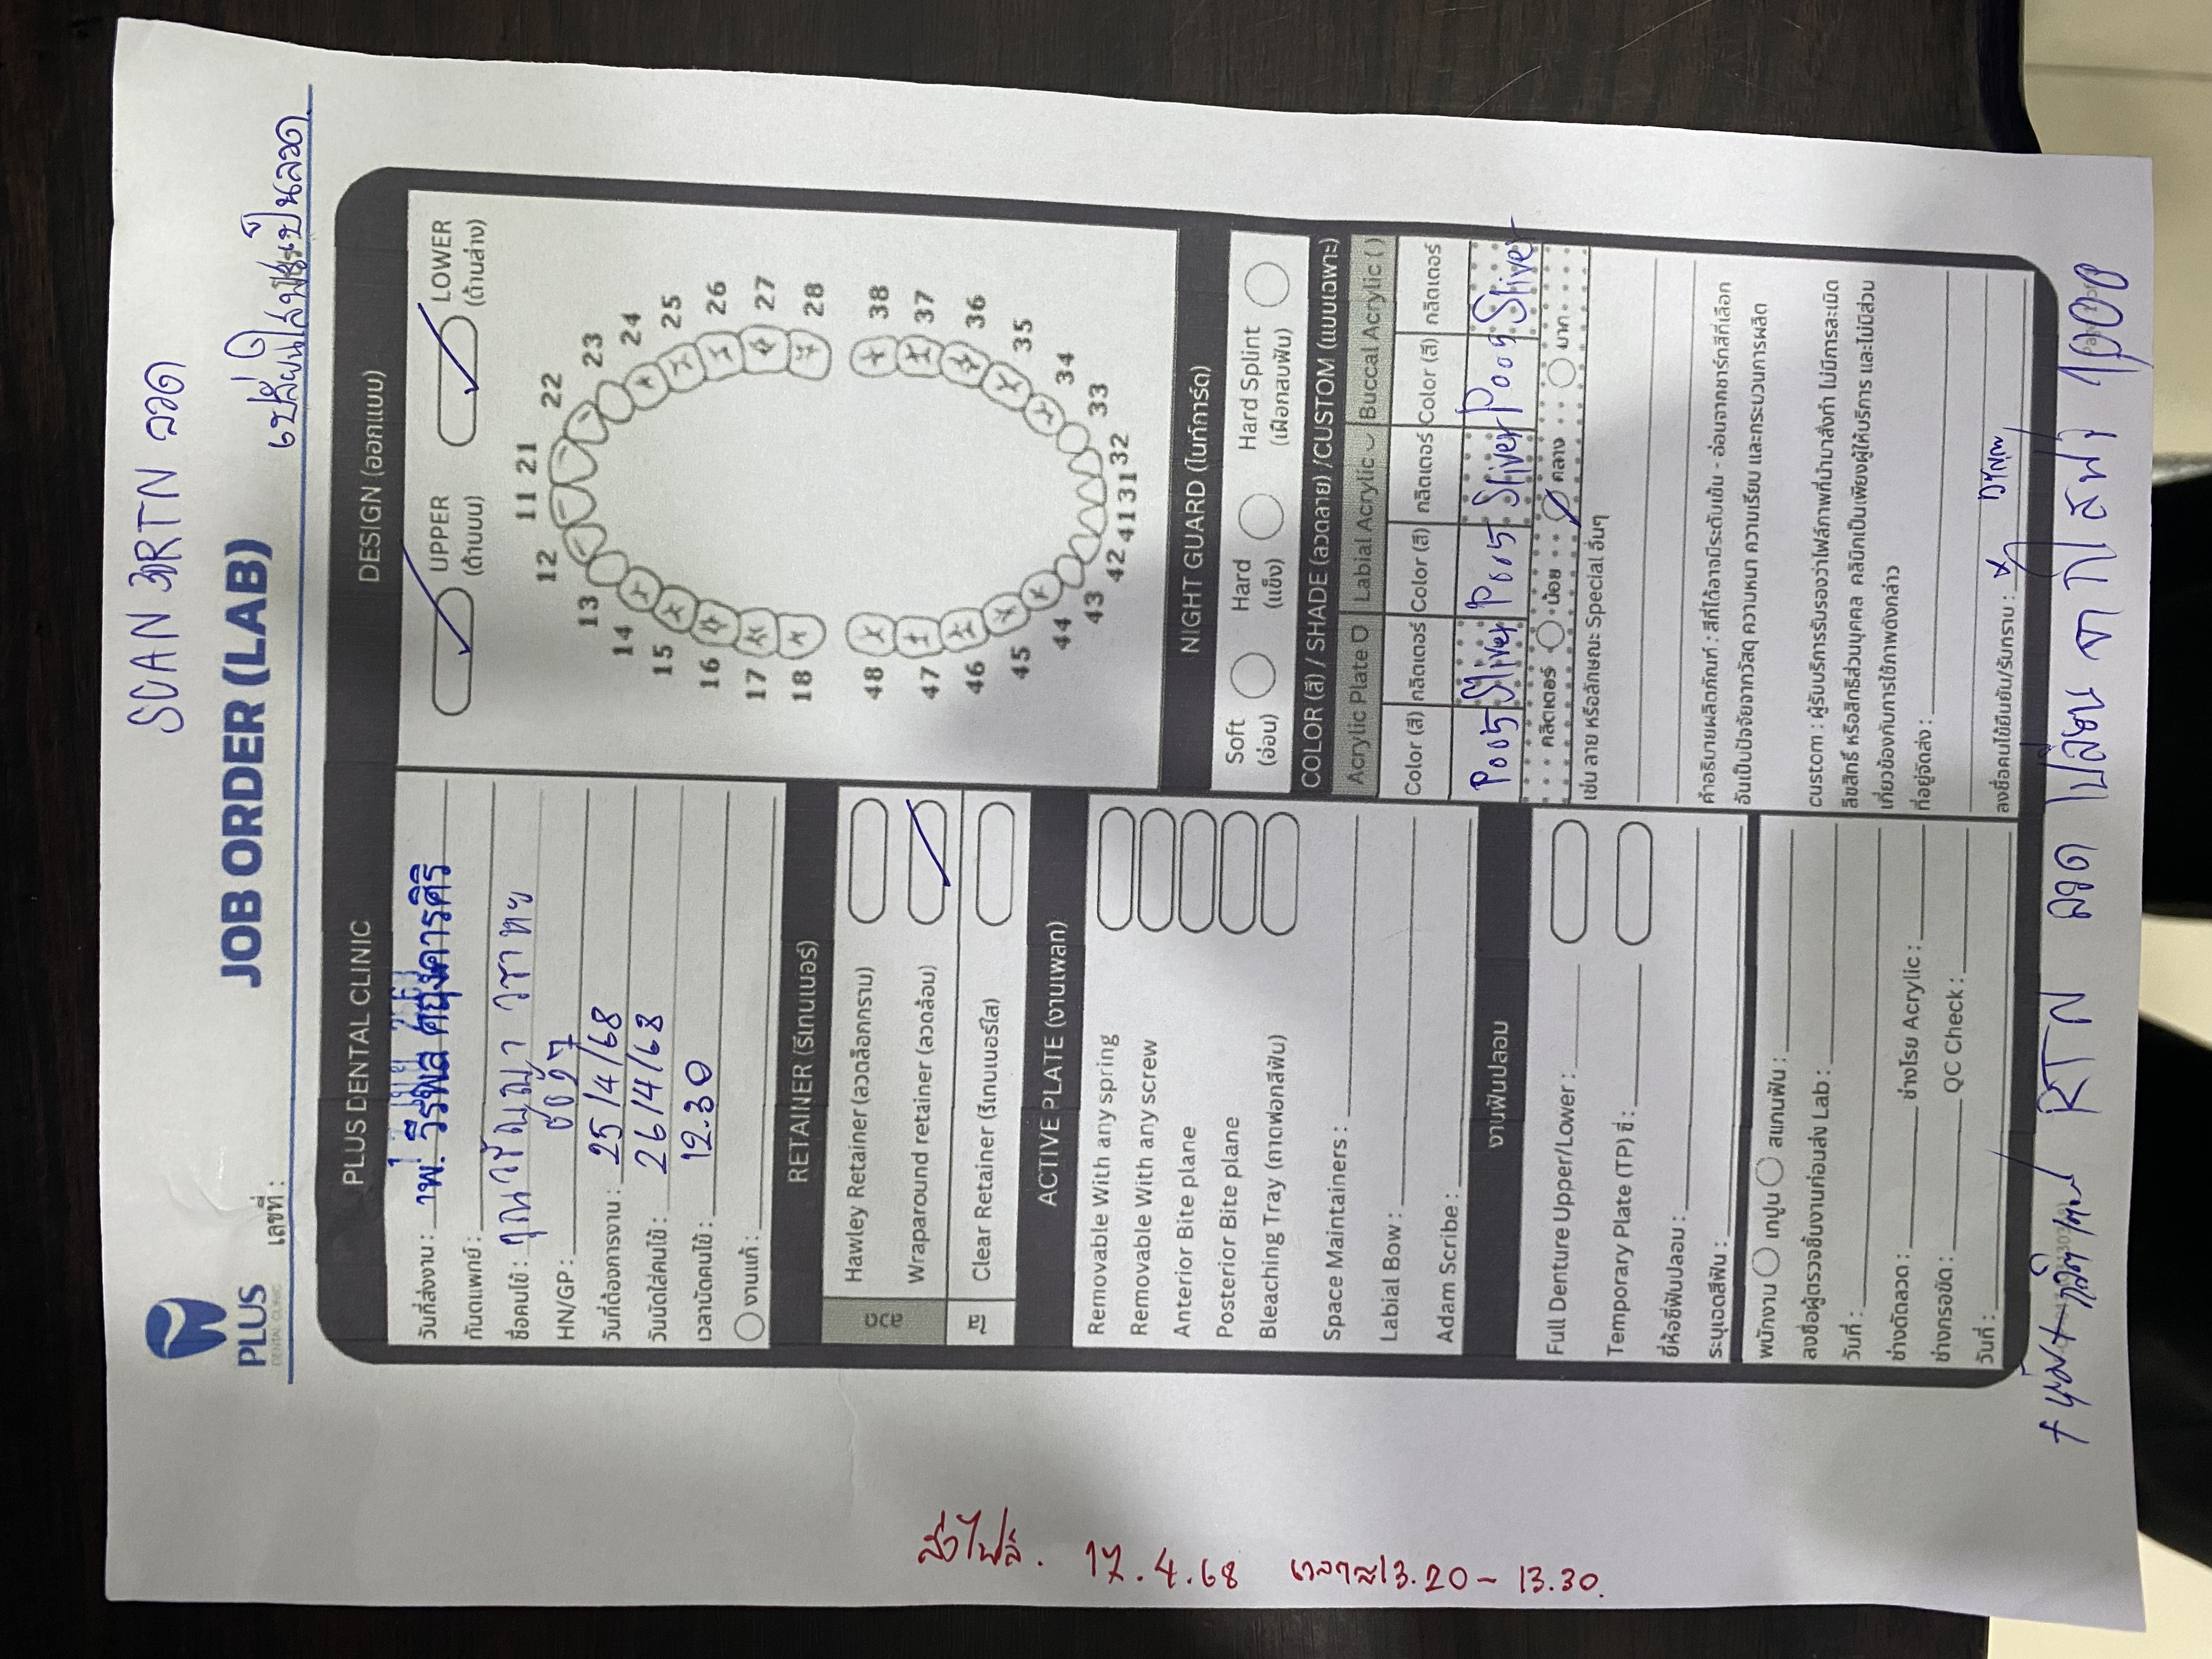 SCAN 3D RTN ลวด
PLUS
DENTAL CLINIC
เลขที่ :
JOB ORDER (LAB)
เปลี่ยนใสฟรีเป็นลวด
PLUS DENTAL CLINIC
วันที่ส่งงาน :
ทพ. วีรพล ศฤงคารศิริ
ทันตแพทย์ :
ชื่อคนไข้ : คุณวรัญญา
HN/GP : 0027
วันที่ต้องการงาน : 25/4/68
วันนัดใส่คนไข้ : 26/4/68
เวลานัดคนไข้ : 12.30
งานแก้ :
RETAINER (รีเทนเนอร์)
ลวด
Hawley Retainer (ลวดล็อกกราม)
Wraparound retainer (ลวดล้อม)
ใส
Clear Retainer (รีเทนเนอร์ใส)
ACTIVE PLATE (งานเพลท)
Removable With any spring
Removable With any screw
Anterior Bite plane
Posterior Bite plane
Bleaching Tray (ถาดฟอกสีฟัน)
Space Maintainers :
Labial Bow :
Adam Scribe :
งานฟันปลอม
Full Denture Upper/Lower :
Temporary Plate (TP) ซี่ :
ยี่ห้อซี่ฟันปลอม :
ระบุเฉดสีฟัน :
พนักงาน เทปูน สแกนฟัน :
ลงชื่อผู้ตรวจชิ้นงานก่อนส่ง Lab :
วันที่ :
ช่างดัดลวด : ช่างโรย Acrylic :
ช่างกรอขัด : QC Check :
วันที่ :
DESIGN (ออกแบบ)
UPPER LOWER
(ด้านบน) (ด้านล่าง)
11 21
12 22
13 23
14 24
15 25
16 26
17 27
18 28
48 38
47 37
46 36
45 35
44 34
43 33
42 41 31 32
NIGHT GUARD (ไนท์การ์ด)
Soft Hard Hard Splint
(อ่อน) (แข็ง) (เฝือกสบฟัน)
COLOR (สี) / SHADE (ลวดลาย) /CUSTOM (แบบเฉพาะ)
Acrylic Plate Labial Acrylic Buccal Acrylic ( )
Color (สี) กลิตเตอร์ Color (สี) กลิตเตอร์ Color (สี) กลิตเตอร์
P005 Sliver P005 Sliver P005 Sliver
กลิตเตอร์ น้อย กลาง มาก
เช่น ลาย หรือลักษณะ Special อื่นๆ
คำอธิบายผลิตภัณฑ์ : สีที่ได้อาจมีระดับเข้ม - อ่อนจากชาร์ทสีที่เลือก
อันเป็นปัจจัยจากวัสดุ ความหนา ความเรียบ และกระบวนการผลิต
custom : ผู้รับบริการรับรองว่าไฟล์ภาพที่นำมาสั่งทำ ไม่มีการละเมิด
ลิขสิทธิ์ หรือสิทธิส่วนบุคคล คลินิกเป็นเพียงผู้ให้บริการ และไม่มีส่วน
เกี่ยวข้องกับการใช้ภาพดังกล่าว
ที่อยู่จัดส่ง :
ลงชื่อคนไข้ยืนยัน/รับทราบ : x
กลิตเตอร์ RTN ลวด เปลี่ยน จากใสฟรี 1,000
ส่งไฟล์. 17.4.68 เวลา 13.20 - 13.30.